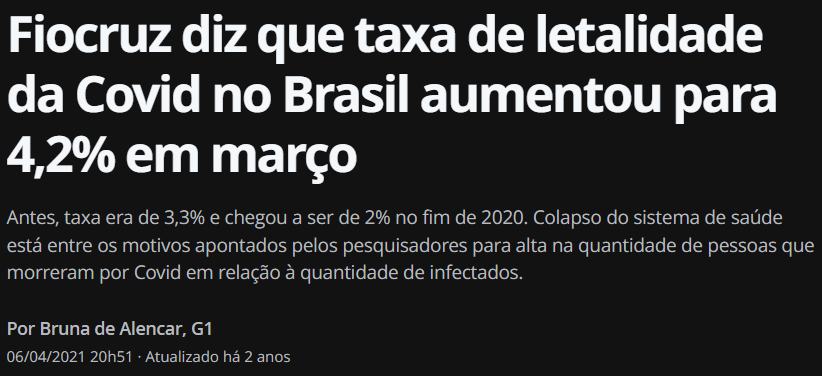 Fiocruz diz que taxa de letalidade
da Covid no Brasil aumentou para
4,2% em março
Antes, taxa era de 3,3% e chegou a ser de 2% no fim de 2020. Colapso do sistema de saúde
está entre os motivos apontados pelos pesquisadores para alta na quantidade de pessoas que
morreram por Covid em relação à quantidade de infectados.
Por Bruna de Alencar, G1
06/04/2021 20h51 · Atualizado há 2 anos